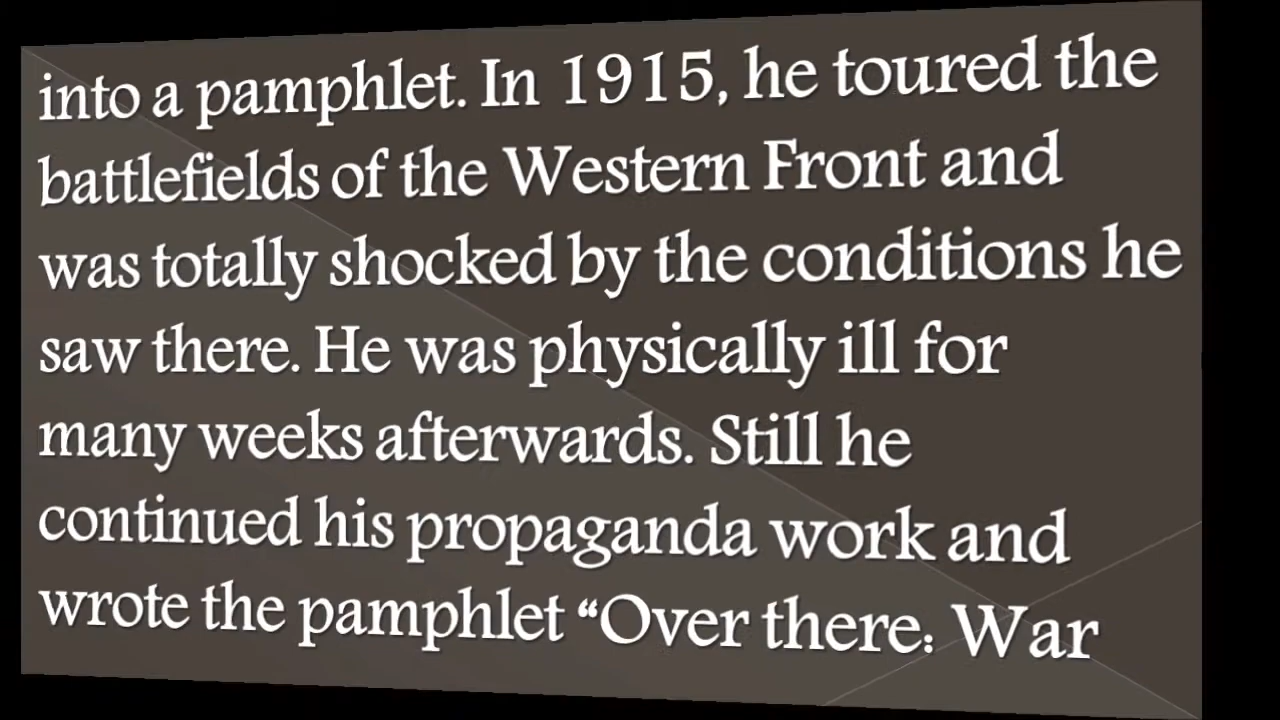 into a pamphlet. In 1915, he toured the
battlefields of the Western Front and
was totally shocked by the conditions he
saw there. He was physically ill for
many weeks afterwards. Still he
continued his propaganda work and
wrote the pamphlet “Over there: War